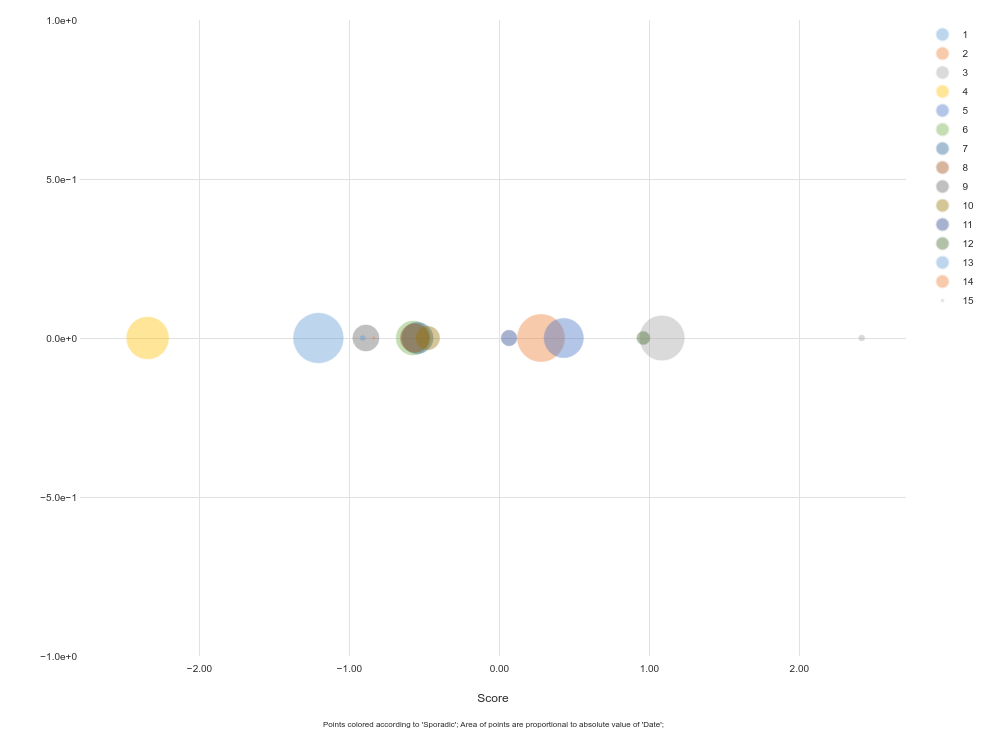 1.0e+0
5.0e−1
0.0e+0
−5.0e−1
−1.0e+0
−2.00
−1.00
0.00
1.00
2.00
Score
Points colored according to 'Sporadic'; Area of points are proportional to absolute value of 'Date';
1
2
3
4
5
6
7
8
9
10
11
12
13
14
15